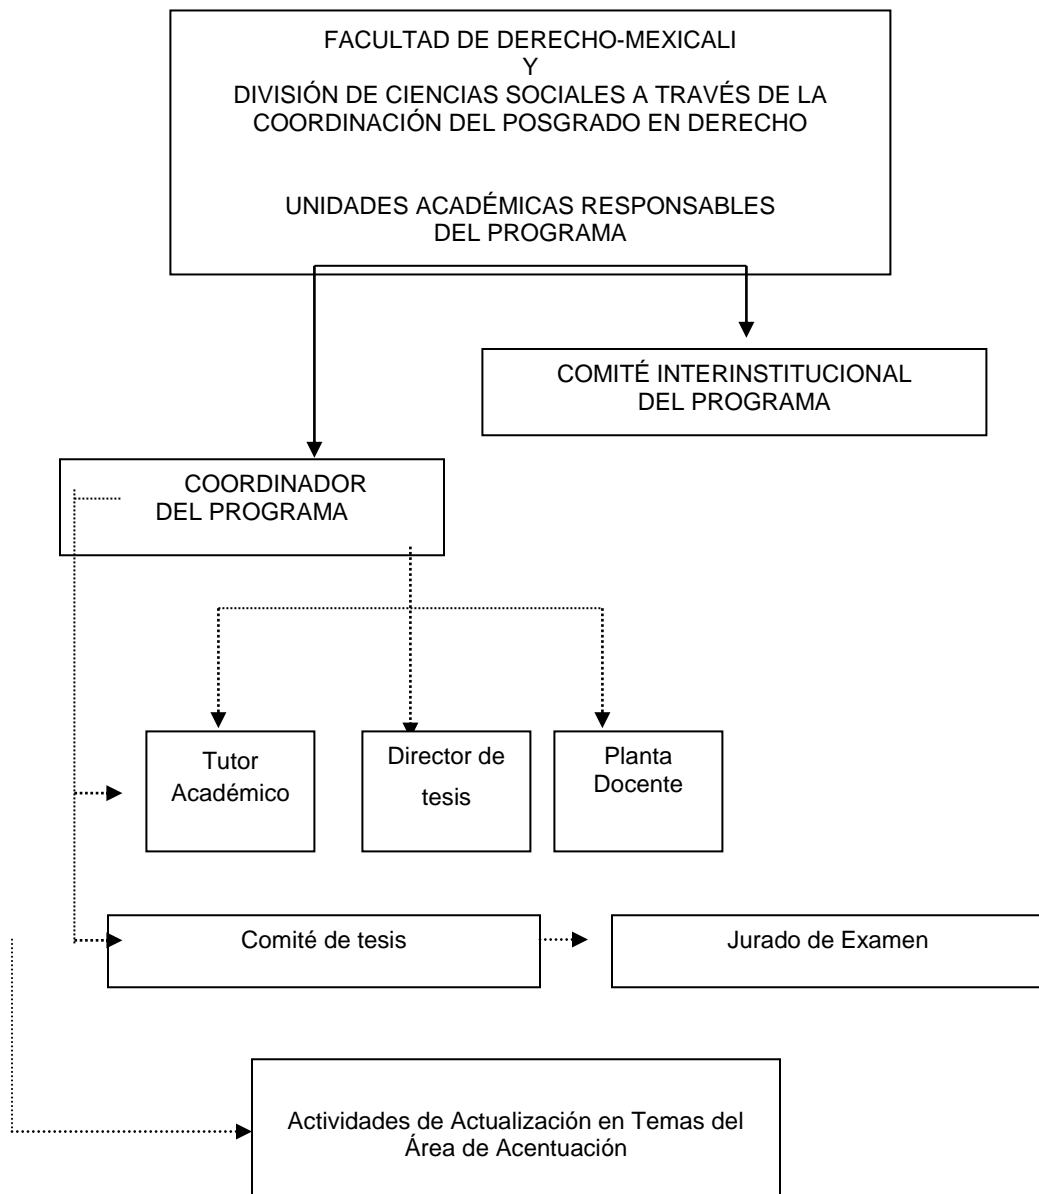 FACULTAD DE DERECHO-MEXICALI
Y
DIVISIÓN DE CIENCIAS SOCIALES A TRAVÉS DE LA
COORDINACIÓN DEL POSGRADO EN DERECHO
UNIDADES ACADÉMICAS RESPONSABLES
DEL PROGRAMA
COMITÉ INTERINSTITUCIONAL
DEL PROGRAMA
COORDINADOR
DEL PROGRAMA
Tutor
Académico
Director de
tesis
Planta
Docente
Comité de tesis
Jurado de Examen
Actividades de Actualización en Temas del
Área de Acentuación